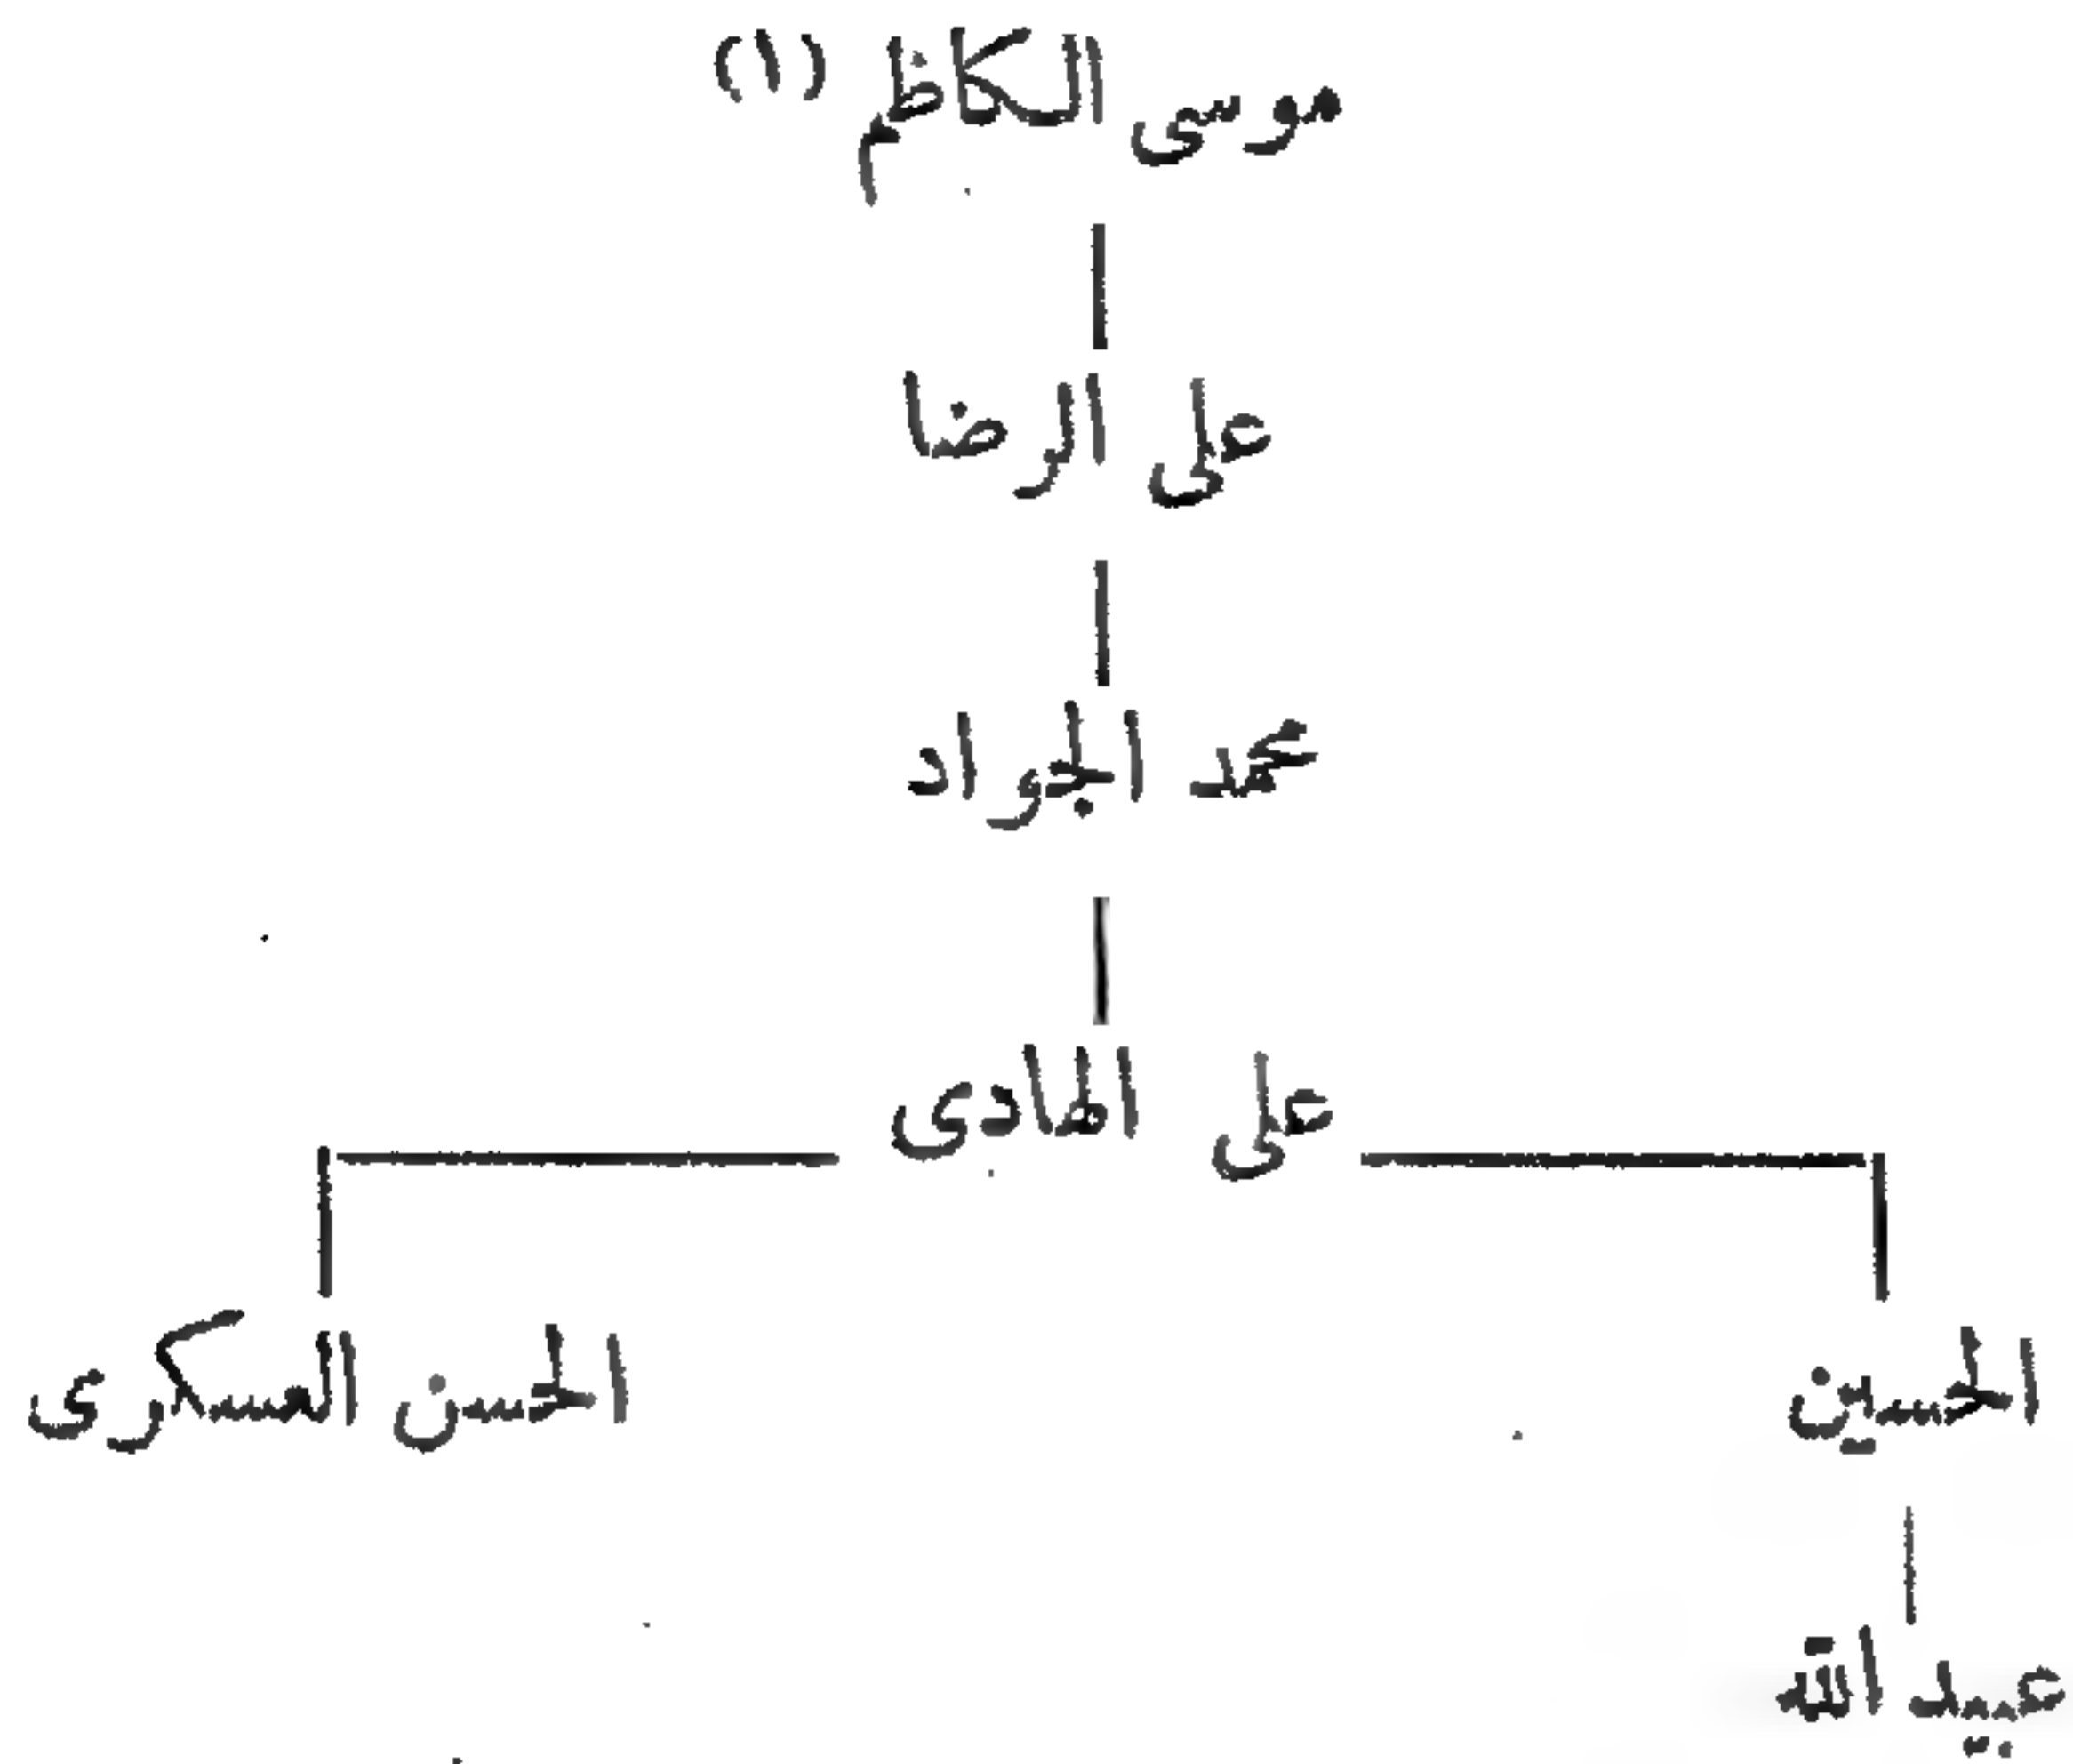 موسى الكاظم (١)
على الرضا
محمد الجواد
على الهادى
الحسين الحسن العسكرى
عبيد الله